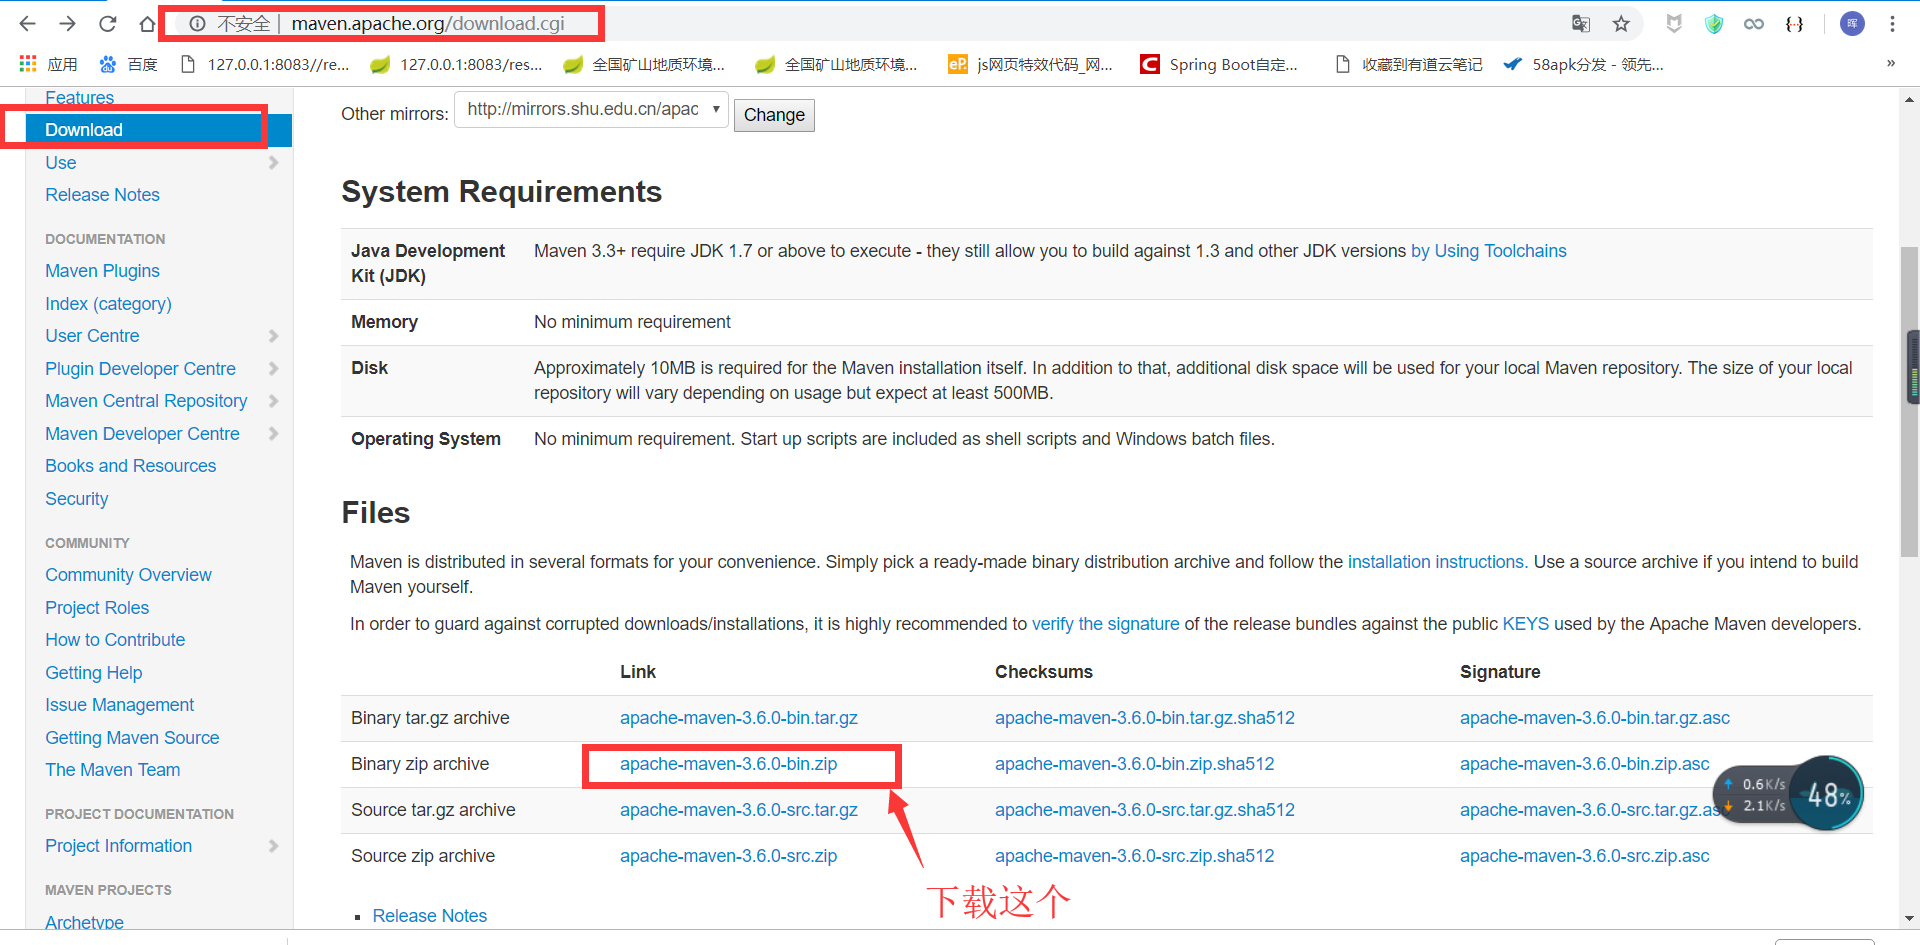 不安全 | maven.apache.org/download.cgi
晖
应用 百度 127.0.0.1:8083//re... 127.0.0.1:8083/res... 全国矿山地质环境... 全国矿山地质环境... eP. js网页特效代码_网... C Spring Boot自定... 收藏到有道云笔记 58apk分发 - 领先... »
Features
Download
Use
Release Notes
DOCUMENTATION
Maven Plugins
Index (category)
User Centre
Plugin Developer Centre
Maven Central Repository
Maven Developer Centre
Books and Resources
Security
COMMUNITY
Community Overview
Project Roles
How to Contribute
Getting Help
Issue Management
Getting Maven Source
The Maven Team
PROJECT DOCUMENTATION
Project Information
MAVEN PROJECTS
Archetype
Other mirrors: http://mirrors.shu.edu.cn/apac Change
System Requirements
Java Development Kit (JDK) Maven 3.3+ require JDK 1.7 or above to execute - they still allow you to build against 1.3 and other JDK versions by Using Toolchains
Memory No minimum requirement
Disk Approximately 10MB is required for the Maven installation itself. In addition to that, additional disk space will be used for your local Maven repository. The size of your local
repository will vary depending on usage but expect at least 500MB.
Operating System No minimum requirement. Start up scripts are included as shell scripts and Windows batch files.
Files
Maven is distributed in several formats for your convenience. Simply pick a ready-made binary distribution archive and follow the installation instructions. Use a source archive if you intend to build
Maven yourself.
In order to guard against corrupted downloads/installations, it is highly recommended to verify the signature of the release bundles against the public KEYS used by the Apache Maven developers.
Link Checksums Signature
Binary tar.gz archive apache-maven-3.6.0-bin.tar.gz apache-maven-3.6.0-bin.tar.gz.sha512 apache-maven-3.6.0-bin.tar.gz.asc
Binary zip archive apache-maven-3.6.0-bin.zip apache-maven-3.6.0-bin.zip.sha512 apache-maven-3.6.0-bin.zip.asc
Source tar.gz archive apache-maven-3.6.0-src.tar.gz apache-maven-3.6.0-src.tar.gz.sha512 apache-maven-3.6.0-src.tar.gz.as
Source zip archive apache-maven-3.6.0-src.zip apache-maven-3.6.0-src.zip.sha512 apache-maven-3.6.0-src.zip.asc
0.6K/s
2.1K/s
48%
下载这个
Release Notes